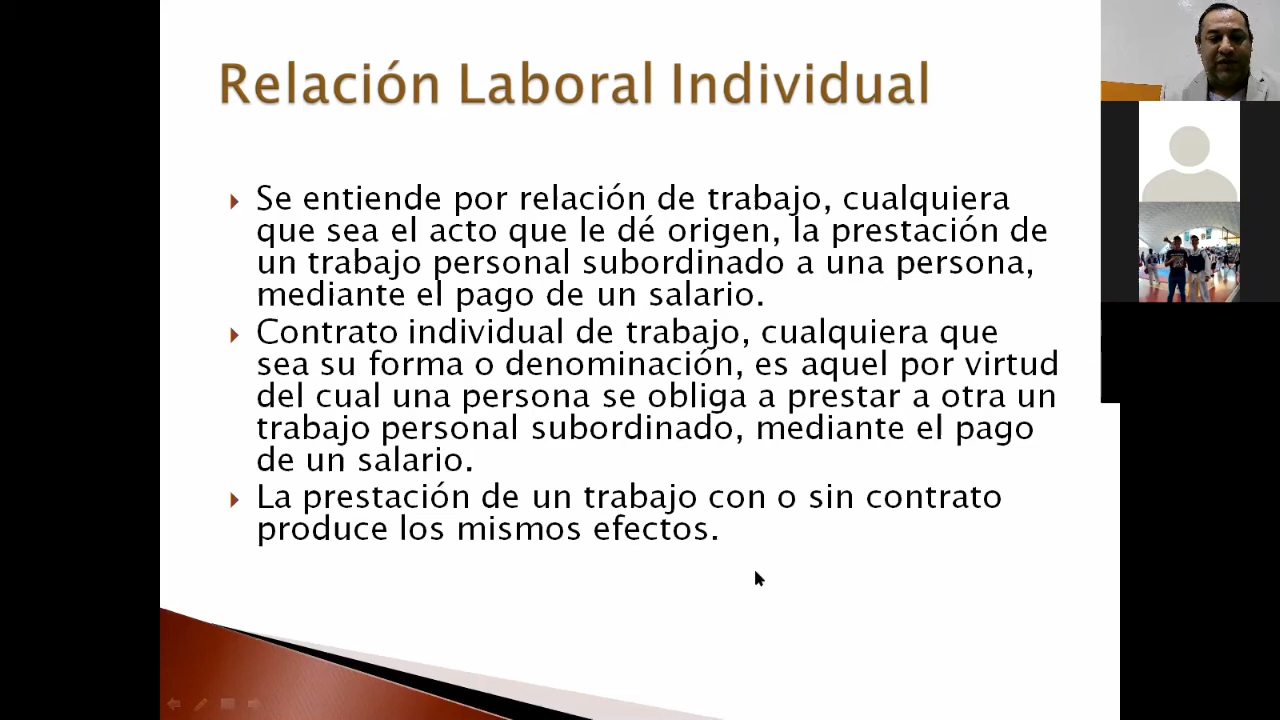 Relación Laboral Individual
Se entiende por relación de trabajo, cualquiera
que sea el acto que le dé origen, la prestación de
un trabajo personal subordinado a una persona,
mediante el pago de un salario.
Contrato individual de trabajo, cualquiera que
sea su forma o denominación, es aquel por virtud
del cual una persona se obliga a prestar a otra un
trabajo personal subordinado, mediante el pago
de un salario.
La prestación de un trabajo con o sin contrato
produce los mismos efectos.